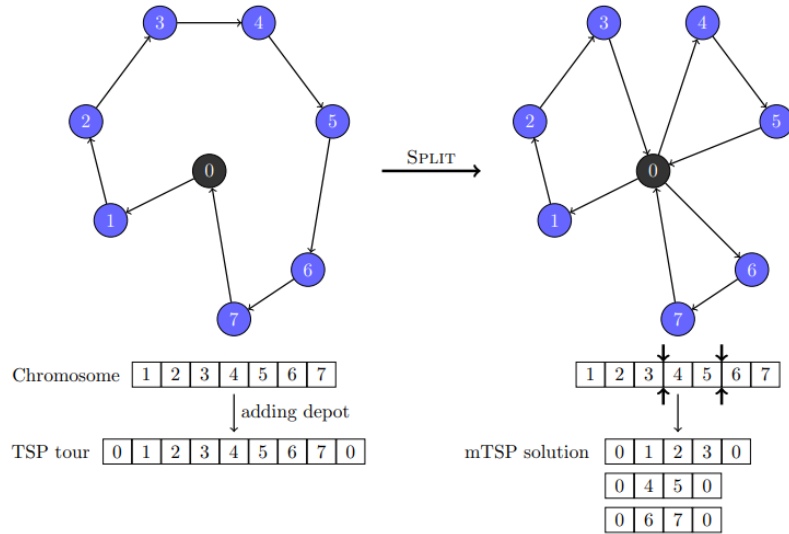 3 4
2 5
0
1
6
7
SPLIT
3 4
2 5
0
1
6
7
Chromosome 1 2 3 4 5 6 7
adding depot
TSP tour 0 1 2 3 4 5 6 7 0
1 2 3 4 5 6 7
mTSP solution 0 1 2 3 0
0 4 5 0
0 6 7 0